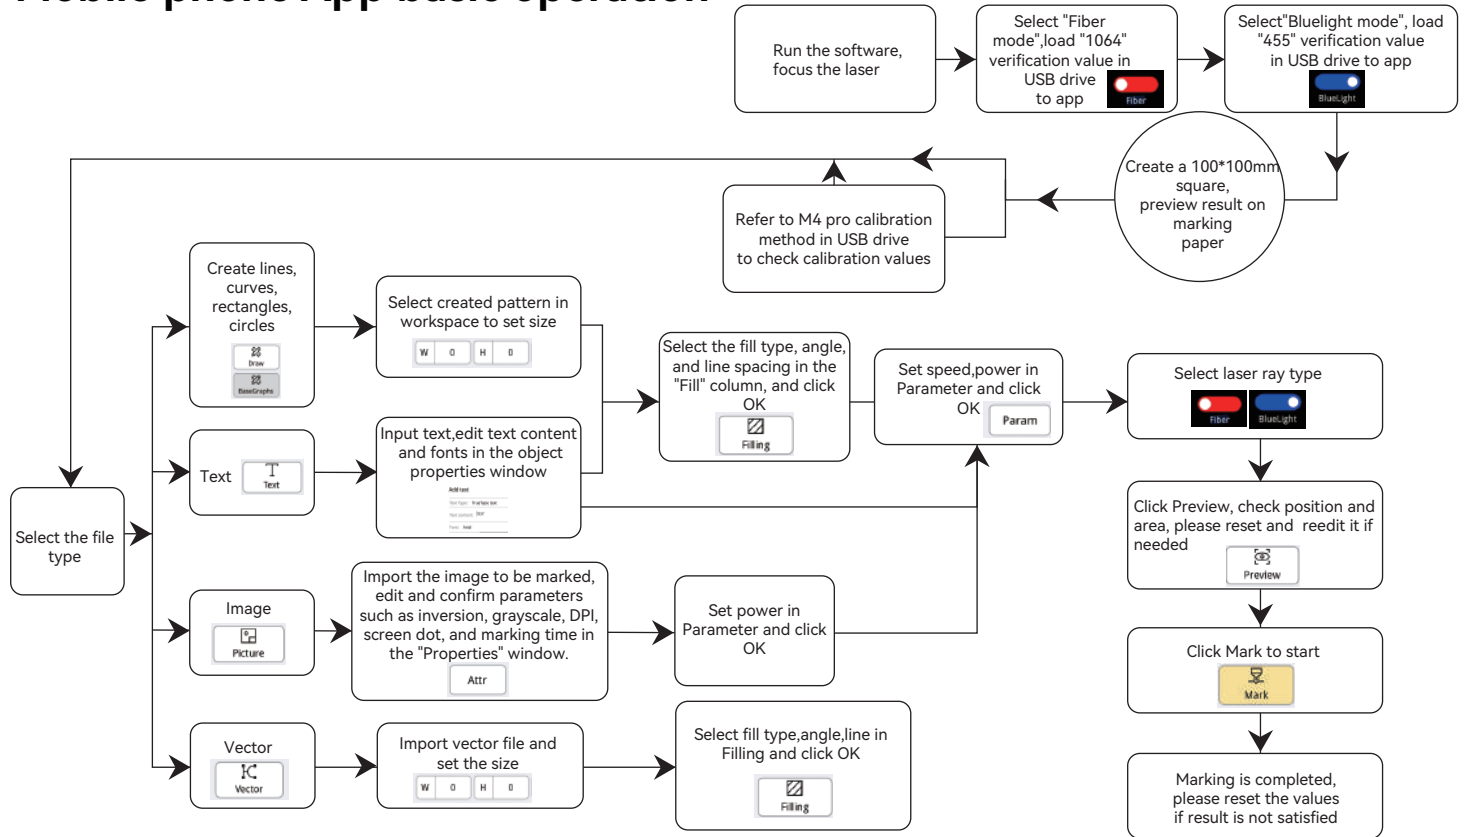 Mobile phone App basic operation
Run the software,
focus the laser
Select "Fiber
mode",load "1064"
verification value in
USB drive
to app
Fiber
Select"Bluelight mode", load
"455" verification value
in USB drive to app
BlueLight
Create a 100*100mm
square,
preview result on
marking
paper
Refer to M4 pro calibration
method in USB drive
to check calibration values
Select the file
type
Create lines,
curves,
rectangles,
circles
Draw
BaseGraphs
Select created pattern in
workspace to set size
W 0 H 0
Text
Text
Input text,edit text content
and fonts in the object
properties window
Add text
Select the fill type, angle,
and line spacing in the
"Fill" column, and click
OK
Filling
Set speed,power in
Parameter and click
OK
Param
Image
Picture
Import the image to be marked,
edit and confirm parameters
such as inversion, grayscale, DPI,
screen dot, and marking time in
the "Properties" window.
Attr
Set power in
Parameter and click
OK
Vector
Vector
Import vector file and
set the size
W 0 H 0
Select fill type,angle,line in
Filling and click OK
Filling
Select laser ray type
Fiber BlueLight
Click Preview, check position and
area, please reset and reedit it if
needed
Preview
Click Mark to start
Mark
Marking is completed,
please reset the values
if result is not satisfied